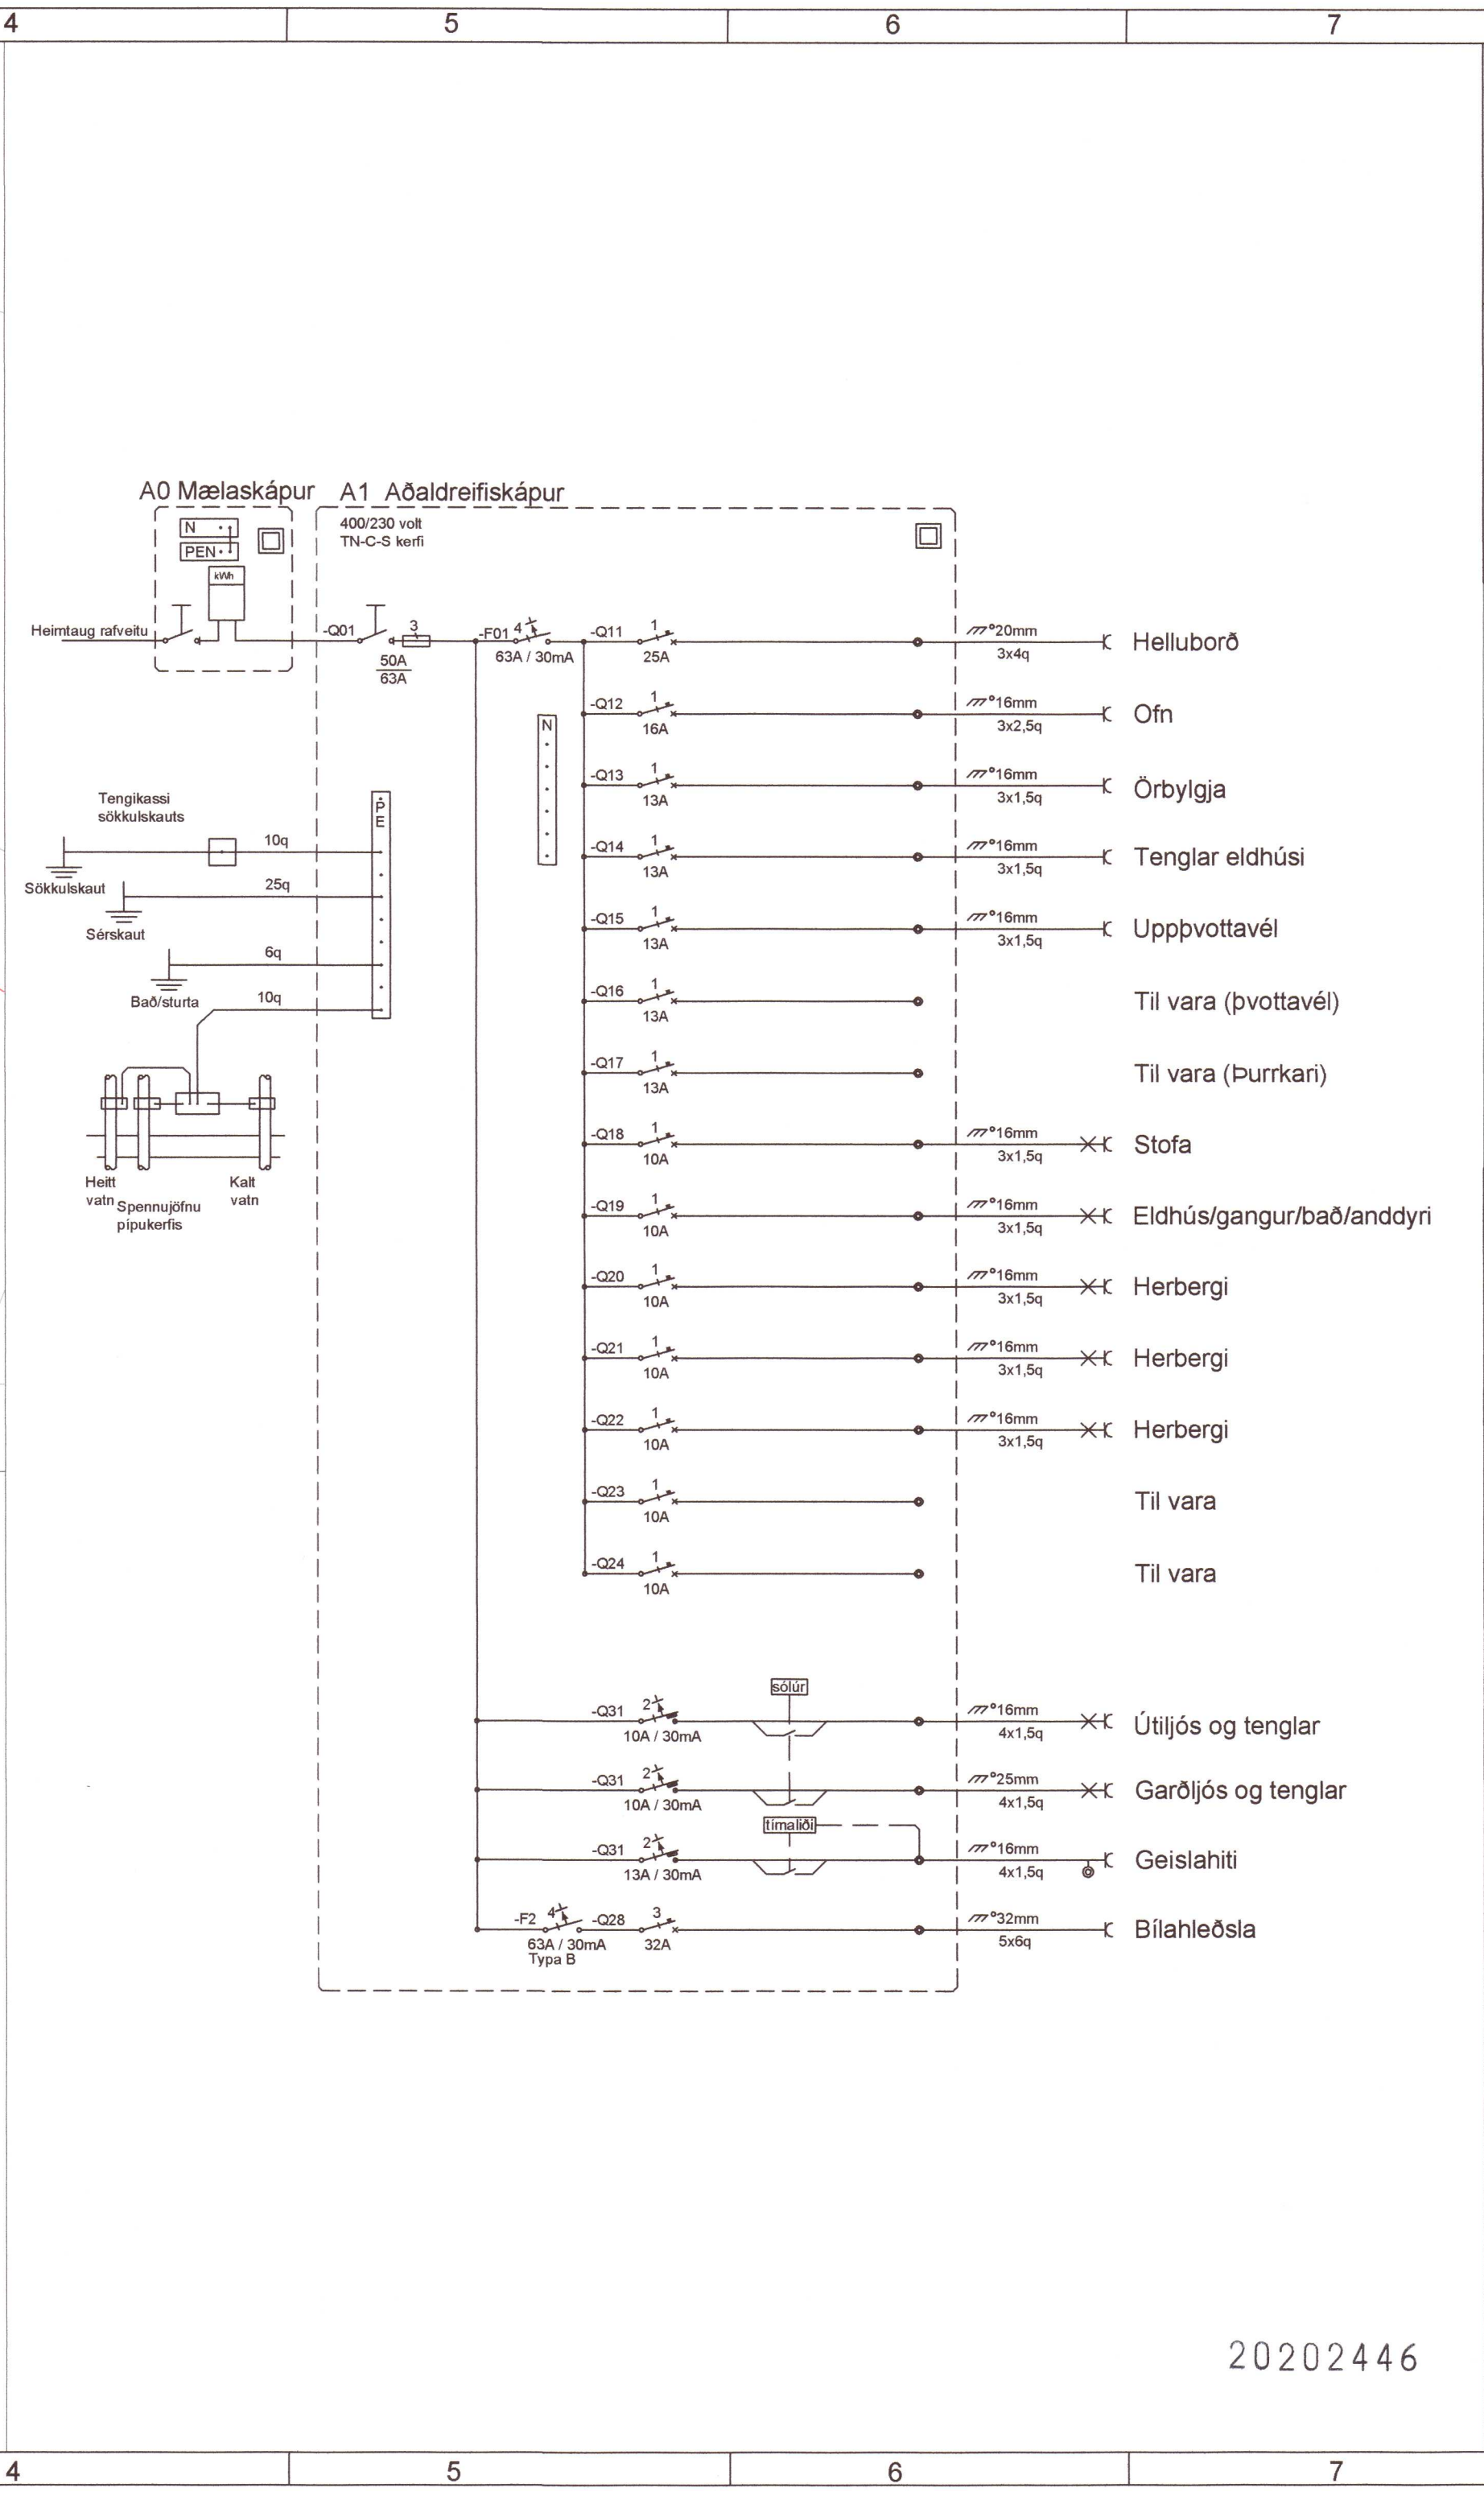 4 5 6 7
A0 Mælaskápur
A1 Aðaldreifiskápur
400/230 volt
TN-C-S kerfi
N
PEN
kWh
Heimtaug rafveitu
-Q01
3
50A
63A
-F01
4
63A / 30mA
-Q11
1
25A
°20mm
3x4q
Helluborð
-Q12
1
16A
°16mm
3x2,5q
Ofn
N
-Q13
1
13A
°16mm
3x1,5q
Örbylgja
-Q14
1
13A
°16mm
3x1,5q
Tenglar eldhúsi
-Q15
1
13A
°16mm
3x1,5q
Uppþvottavél
-Q16
1
13A
Til vara (þvottavél)
-Q17
1
13A
Til vara (Þurrkari)
-Q18
1
10A
°16mm
3x1,5q
Stofa
-Q19
1
10A
°16mm
3x1,5q
Eldhús/gangur/bað/anddyri
-Q20
1
10A
°16mm
3x1,5q
Herbergi
-Q21
1
10A
°16mm
3x1,5q
Herbergi
-Q22
1
10A
°16mm
3x1,5q
Herbergi
-Q23
1
10A
Til vara
-Q24
1
10A
Til vara
Tengikassi
sökkulskauts
P
E
10q
Sökkulskaut
25q
Sérskaut
6q
Bað/sturta
10q
Heitt
vatn
Spennujöfnu
pípukerfis
Kalt
vatn
sólúr
-Q31
2
10A / 30mA
°16mm
4x1,5q
Útiljós og tenglar
-Q31
2
10A / 30mA
°25mm
4x1,5q
Garðljós og tenglar
tímaliði
-Q31
2
13A / 30mA
°16mm
4x1,5q
Geislahiti
-F2
4
63A / 30mA
Typa B
-Q28
3
32A
°32mm
5x6q
Bílahleðsla
20202446
4 5 6 7